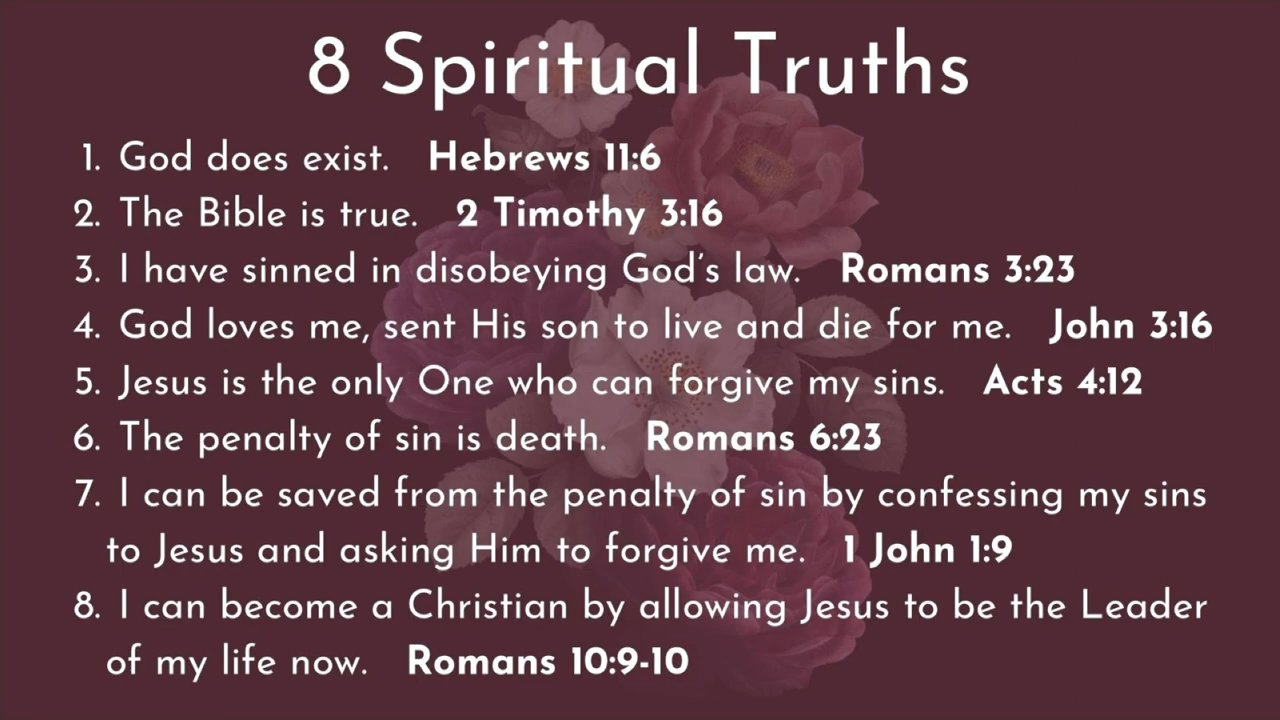 8 Spiritual Truths
1. God does exist. Hebrews 11:6
2. The Bible is true. 2 Timothy 3:16
3. I have sinned in disobeying God's law. Romans 3:23
4. God loves me, sent His son to live and die for me. John 3:16
5. Jesus is the only One who can forgive my sins. Acts 4:12
6. The penalty of sin is death. Romans 6:23
7. I can be saved from the penalty of sin by confessing my sins
to Jesus and asking Him to forgive me. 1 John 1:9
8. I can become a Christian by allowing Jesus to be the Leader
of my life now. Romans 10:9-10